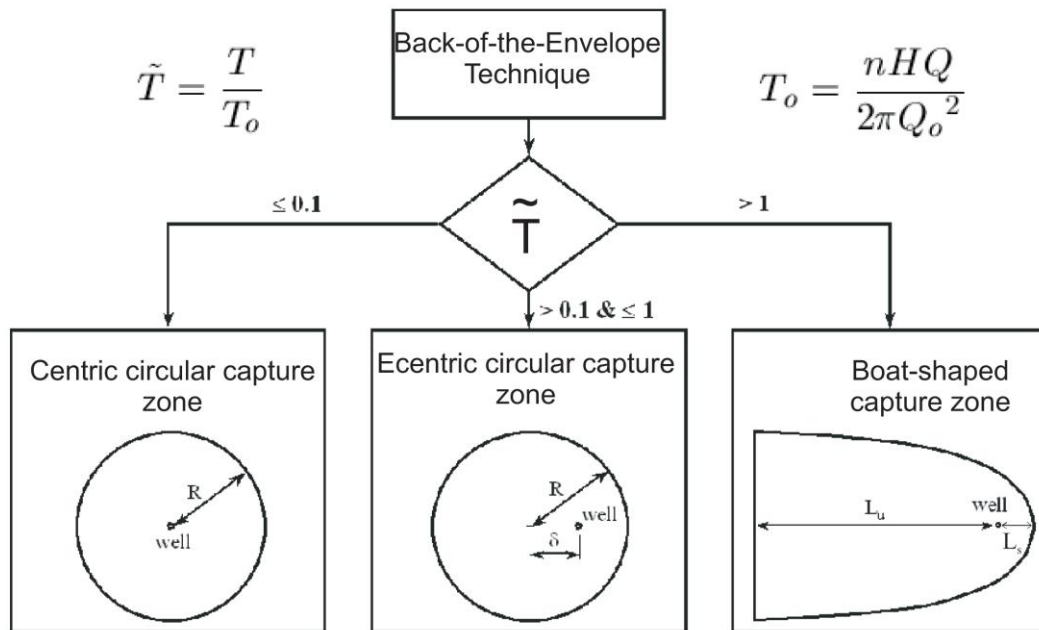 Back-of-the-Envelope
Technique
T̃ = T / Tₒ
Tₒ = nHQ / 2πQₒ²
≤ 0.1
T̃
> 1
> 0.1 & ≤ 1
Centric circular capture
zone
R
well
Ecentric circular capture
zone
R
well
δ
Boat-shaped
capture zone
Lᵤ
well
Lₛ